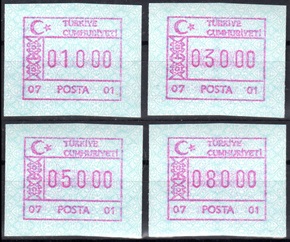 TÜRKİYE
CUMHURİYETİ
01000
07 POSTA 01
TÜRKİYE
CUMHURİYETİ
03000
07 POSTA 01
TÜRKİYE
CUMHURİYETİ
05000
07 POSTA 01
TÜRKİYE
CUMHURİYETİ
08000
07 POSTA 01